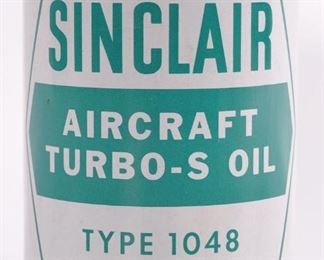 SINCLAIR
AIRCRAFT
TURBO-S OIL
TYPE 1048